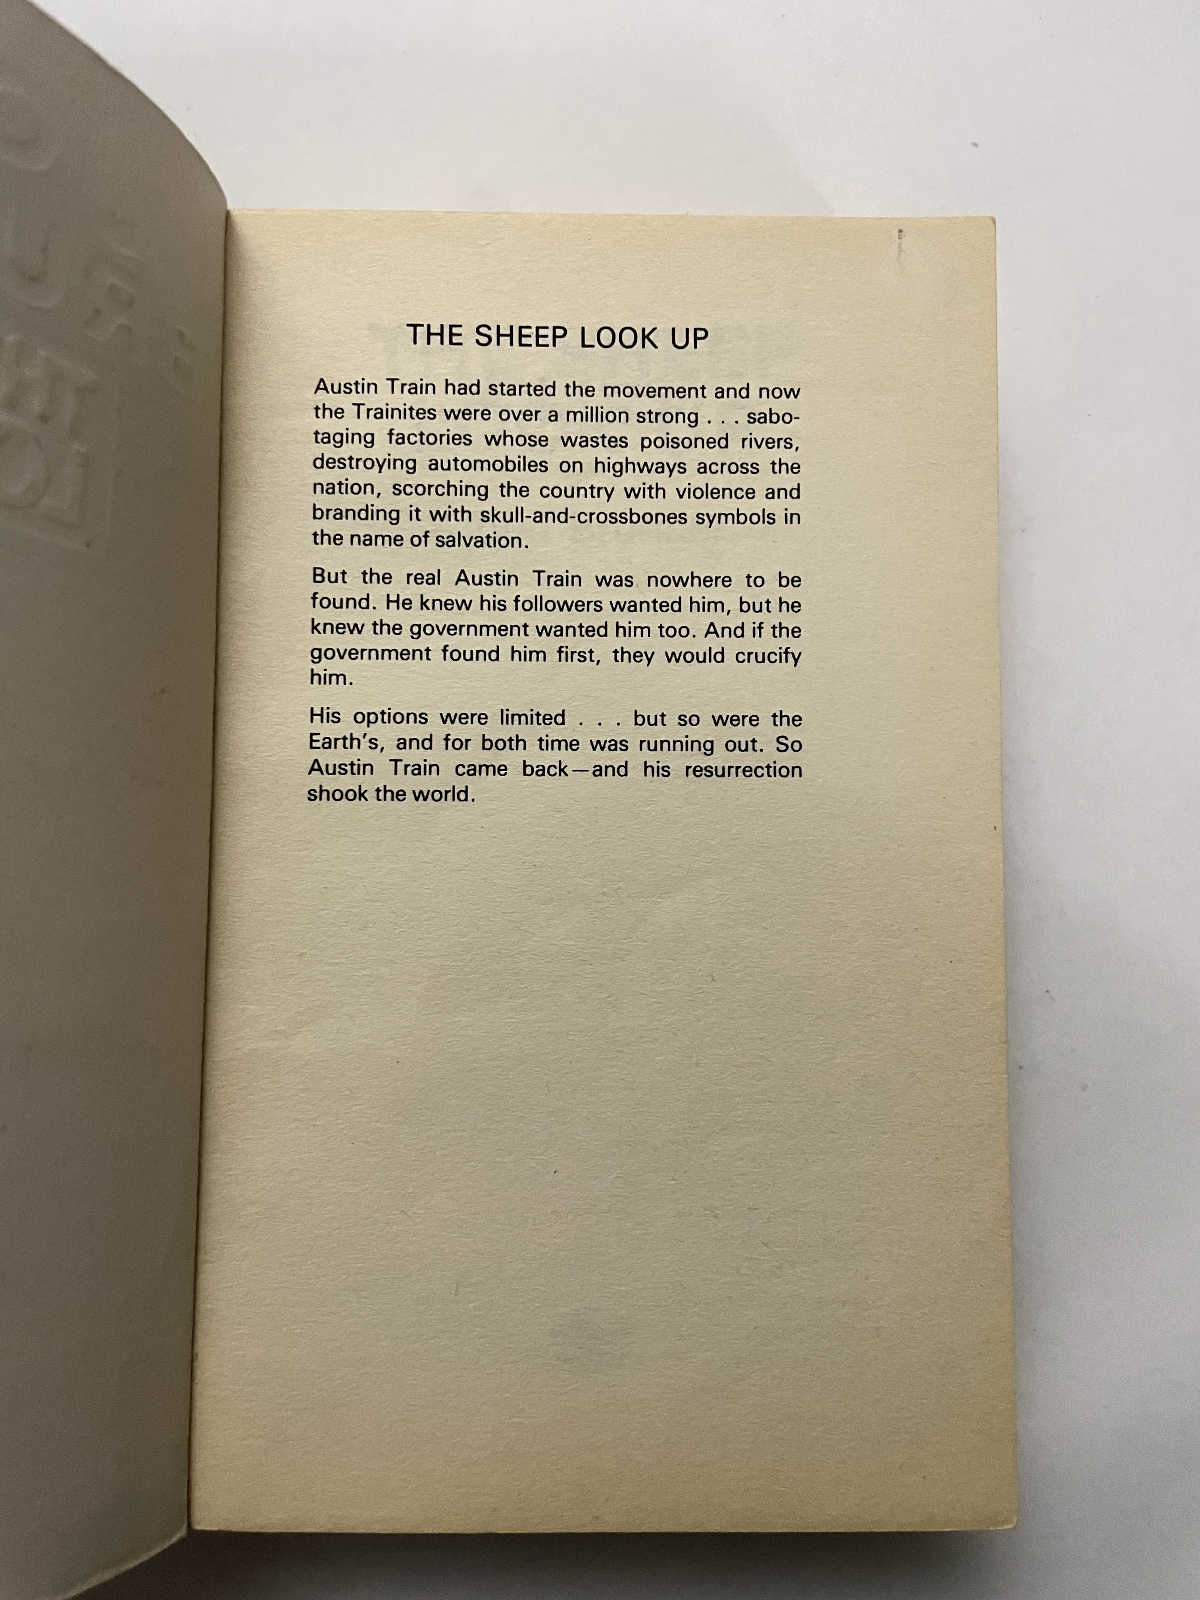 THE SHEEP LOOK UP
Austin Train had started the movement and now
the Trainites were over a million strong . . . sabo-
taging factories whose wastes poisoned rivers,
destroying automobiles on highways across the
nation, scorching the country with violence and
branding it with skull-and-crossbones symbols in
the name of salvation.
But the real Austin Train was nowhere to be
found. He knew his followers wanted him, but he
knew the government wanted him too. And if the
government found him first, they would crucify
him.
His options were limited . . . but so were the
Earth's, and for both time was running out. So
Austin Train came back—and his resurrection
shook the world.